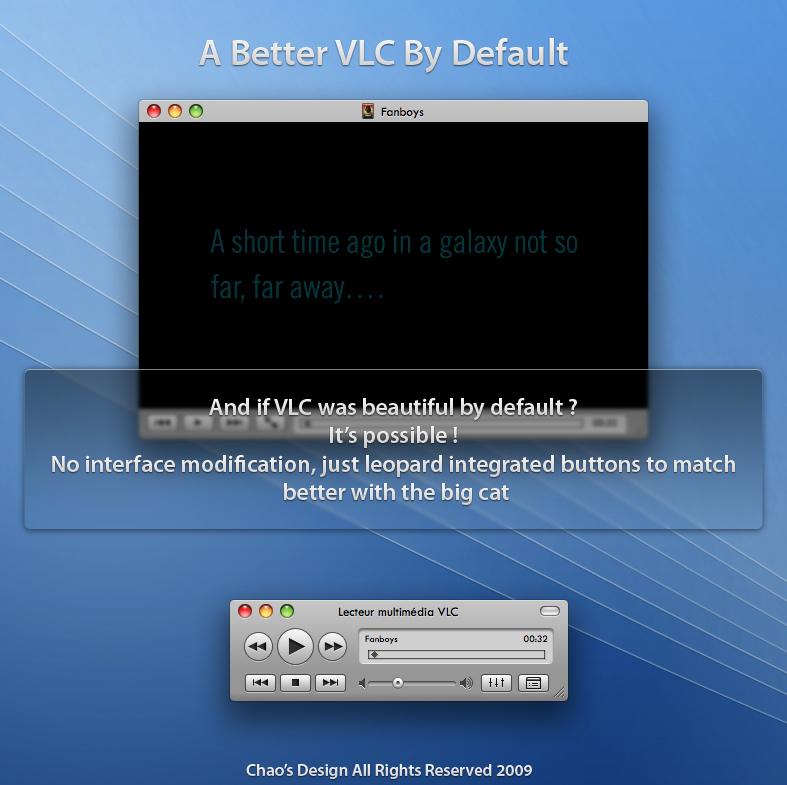 A Better VLC By Default
Fanboys
A short time ago in a galaxy not so
far, far away....
And if VLC was beautiful by default ?
It's possible !
No interface modification, just leopard integrated buttons to match
better with the big cat
Lecteur multimédia VLC
Fanboys 00:32
Chao's Design All Rights Reserved 2009